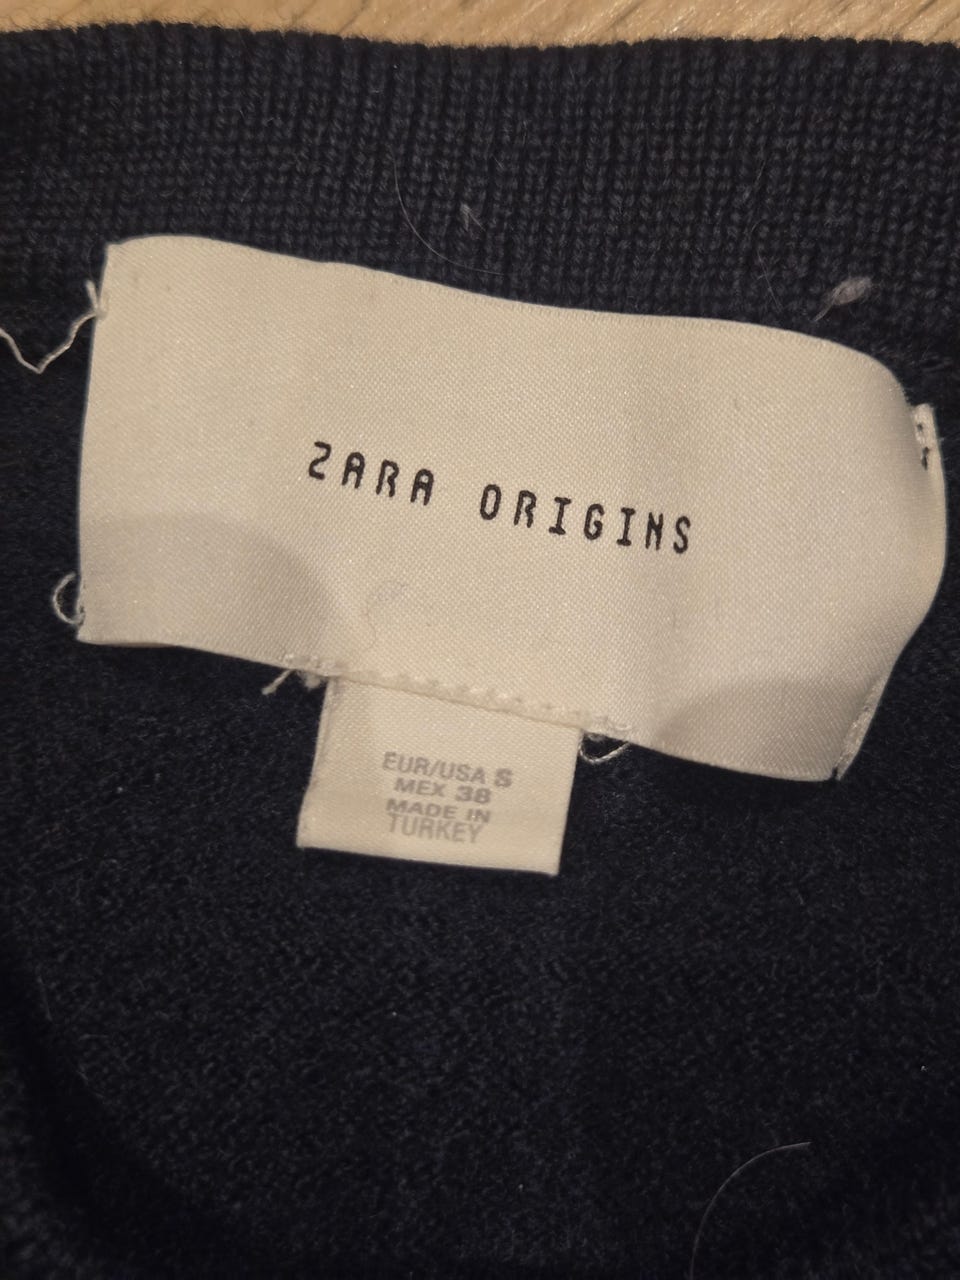 ZARA ORIGINS
EUR/USA S
MEX 38
MADE IN
TURKEY